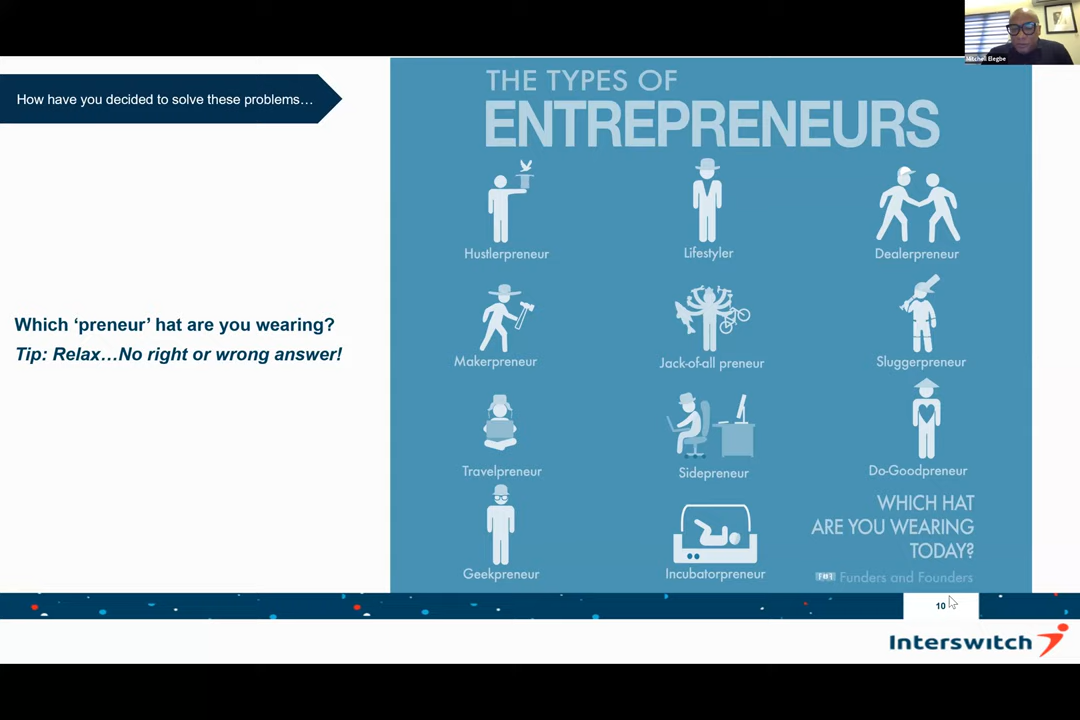 Mitchell Elegbe
How have you decided to solve these problems…
THE TYPES OF
ENTREPRENEURS
Hustlerpreneur
Lifestyler
Dealerpreneur
Which ‘preneur’ hat are you wearing?
Tip: Relax…No right or wrong answer!
Makerpreneur
Jack-of-all preneur
Sluggerpreneur
Travelpreneur
Sidepreneur
Do-Goodpreneur
Geekpreneur
Incubatorpreneur
WHICH HAT
ARE YOU WEARING
TODAY?
Funders and Founders
10
Interswitch